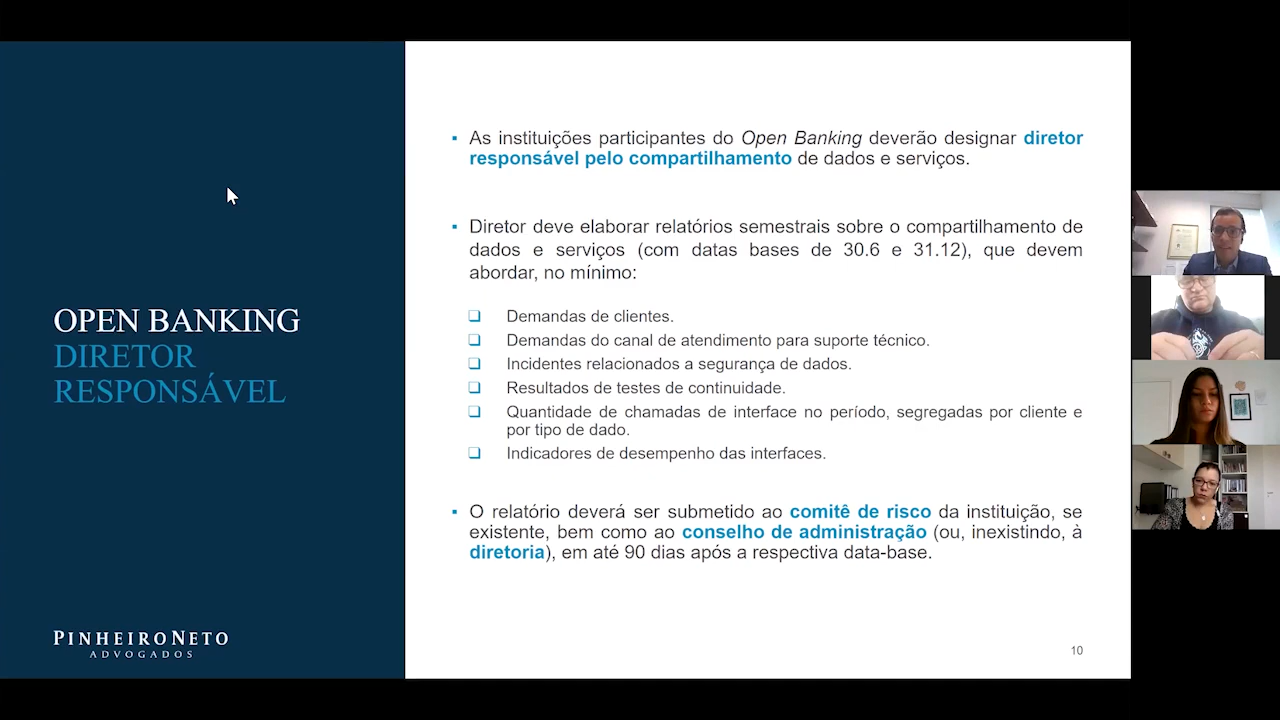 OPEN BANKING
DIRETOR
RESPONSÁVEL
PINHEIRONETO
ADVOGADOS
▪ As instituições participantes do Open Banking deverão designar diretor
responsável pelo compartilhamento de dados e serviços.
▪ Diretor deve elaborar relatórios semestrais sobre o compartilhamento de
dados e serviços (com datas bases de 30.6 e 31.12), que devem
abordar, no mínimo:
❑ Demandas de clientes.
❑ Demandas do canal de atendimento para suporte técnico.
❑ Incidentes relacionados a segurança de dados.
❑ Resultados de testes de continuidade.
❑ Quantidade de chamadas de interface no período, segregadas por cliente e
por tipo de dado.
❑ Indicadores de desempenho das interfaces.
▪ O relatório deverá ser submetido ao comitê de risco da instituição, se
existente, bem como ao conselho de administração (ou, inexistindo, à
diretoria), em até 90 dias após a respectiva data-base.
10